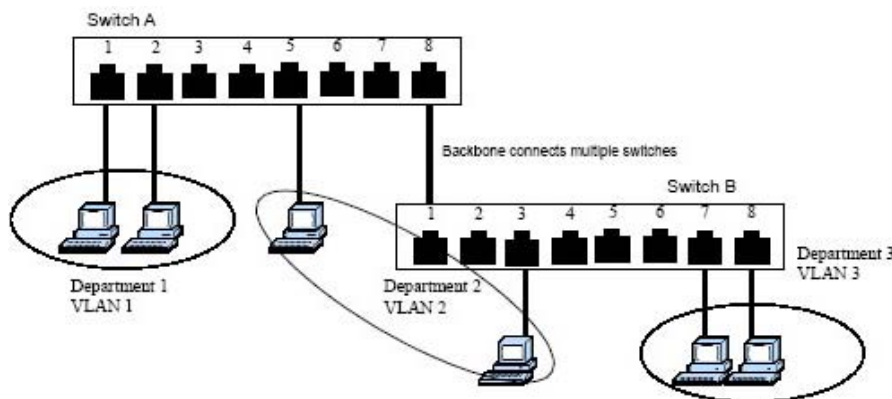 Switch A
1 2 3 4 5 6 7 8
Backbone connects multiple switches
Switch B
1 2 3 4 5 6 7 8
Department 1
VLAN 1
Department 2
VLAN 2
Department 3
VLAN 3